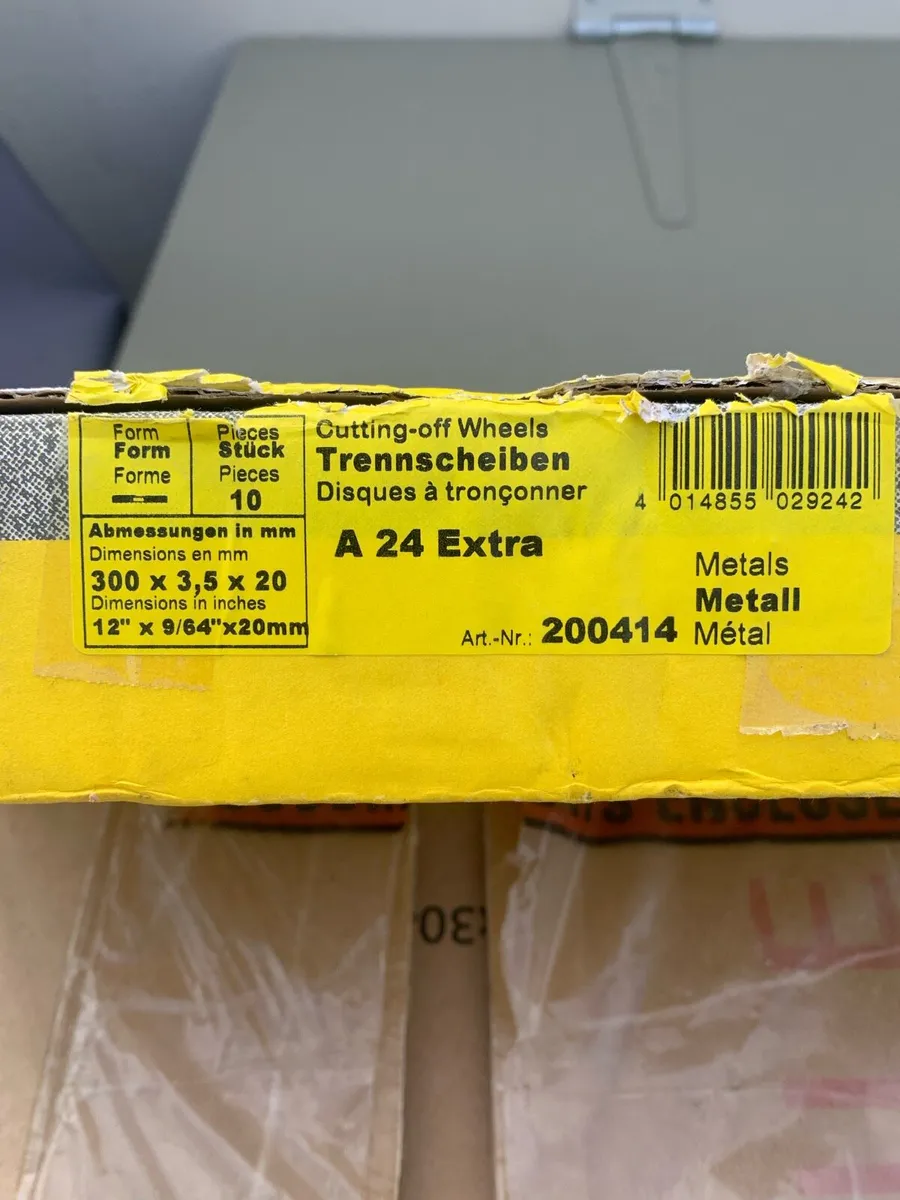 Form
Form
Forme
Pieces
Stück
Pieces
10
Abmessungen in mm
Dimensions en mm
300 x 3,5 x 20
Dimensions in inches
12" x 9/64"x20mm
Cutting-off Wheels
Trennscheiben
Disques à tronçonner
A 24 Extra
Art.-Nr.: 200414
4 014855 029242
Metals
Metall
Métal